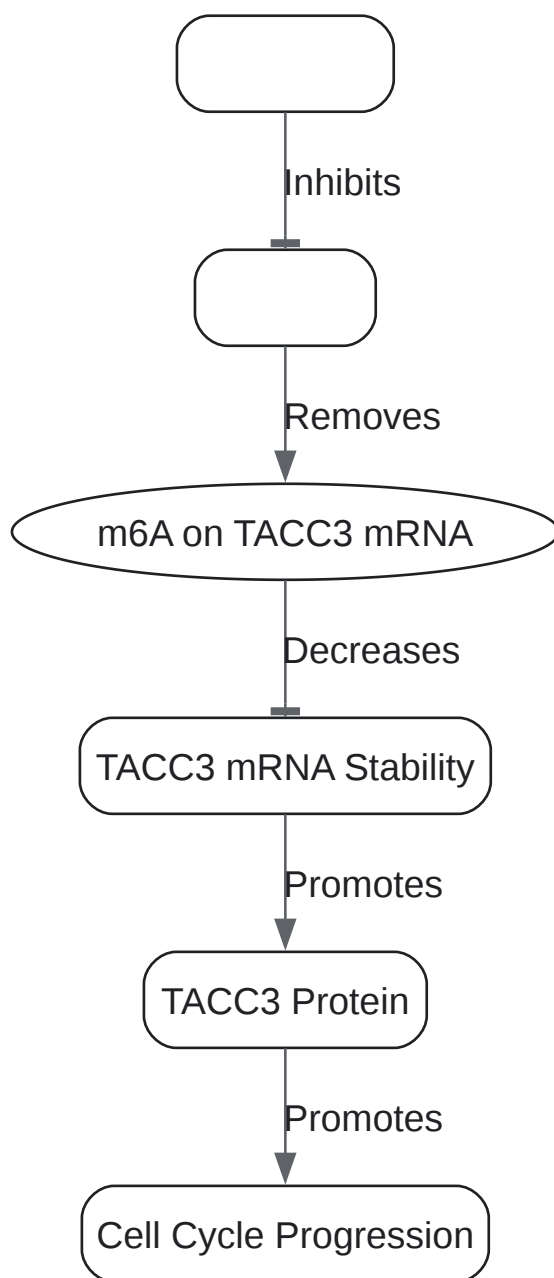 Inhibits
Removes
m6A on TACC3 mRNA
Decreases
TACC3 mRNA Stability
Promotes
TACC3 Protein
Promotes
Cell Cycle Progression